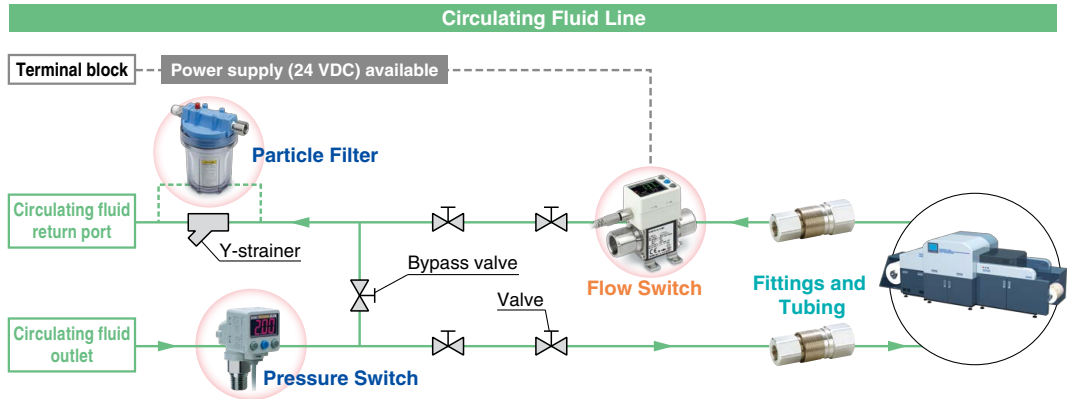 Circulating Fluid Line
Terminal block
Power supply (24 VDC) available
Particle Filter
Circulating fluid
return port
Y-strainer
Bypass valve
Flow Switch
Fittings and
Tubing
Valve
Circulating fluid
outlet
200
Pressure Switch